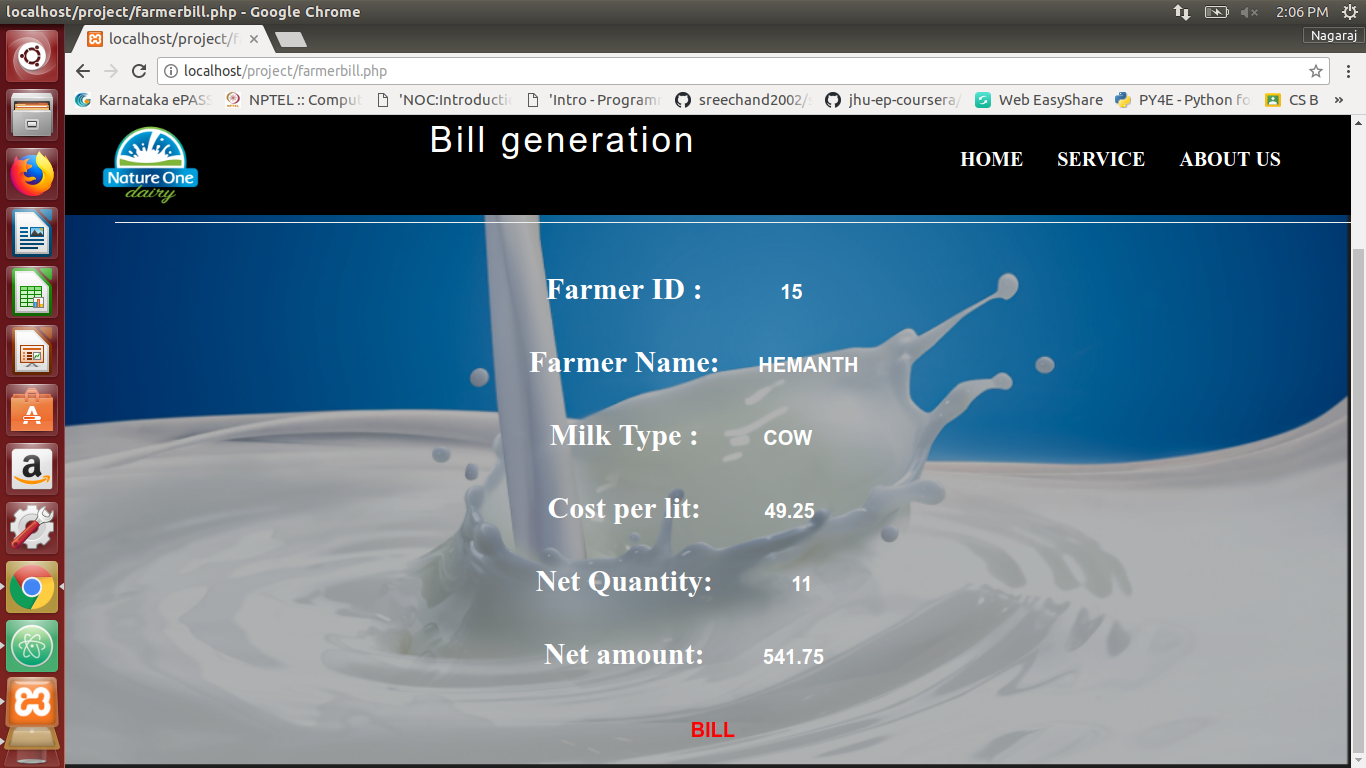 localhost/project/farmerbill.php - Google Chrome
2:06 PM
Nagaraj
localhost/project/f
localhost/project/farmerbill.php
Karnataka ePASS NPTEL :: Comput 'NOC:Introducti 'Intro - Programm sreechand2002/s jhu-ep-coursera/ Web EasyShare PY4E - Python fo CS B »
Nature One
dairy
Bill generation
HOME SERVICE ABOUT US
Farmer ID : 15
Farmer Name: HEMANTH
Milk Type : COW
Cost per lit: 49.25
Net Quantity: 11
Net amount: 541.75
BILL